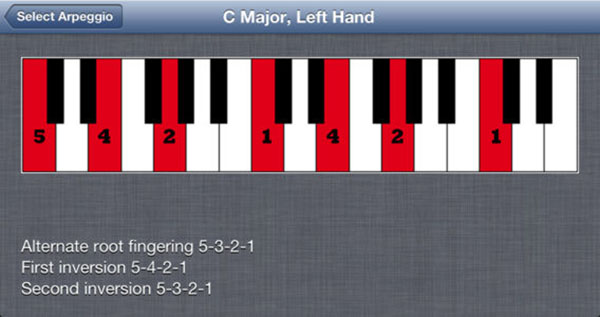 Select Arpeggio
C Major, Left Hand
5 4 2 1 4 2 1
Alternate root fingering 5-3-2-1
First inversion 5-4-2-1
Second inversion 5-3-2-1